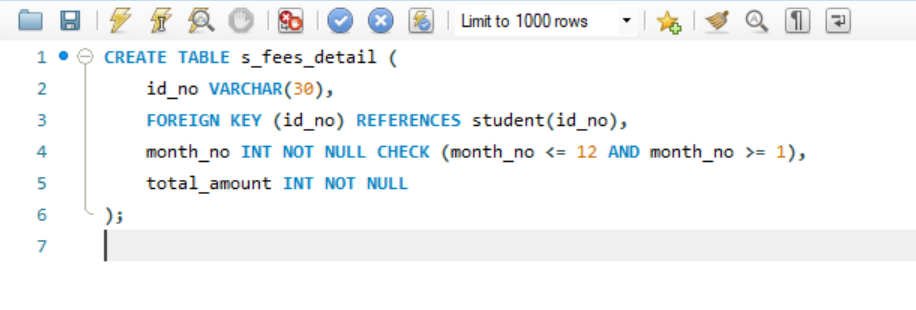 Limit to 1000 rows
1 CREATE TABLE s_fees_detail (
2 id_no VARCHAR(30),
3 FOREIGN KEY (id_no) REFERENCES student(id_no),
4 month_no INT NOT NULL CHECK (month_no <= 12 AND month_no >= 1),
5 total_amount INT NOT NULL
6 );
7